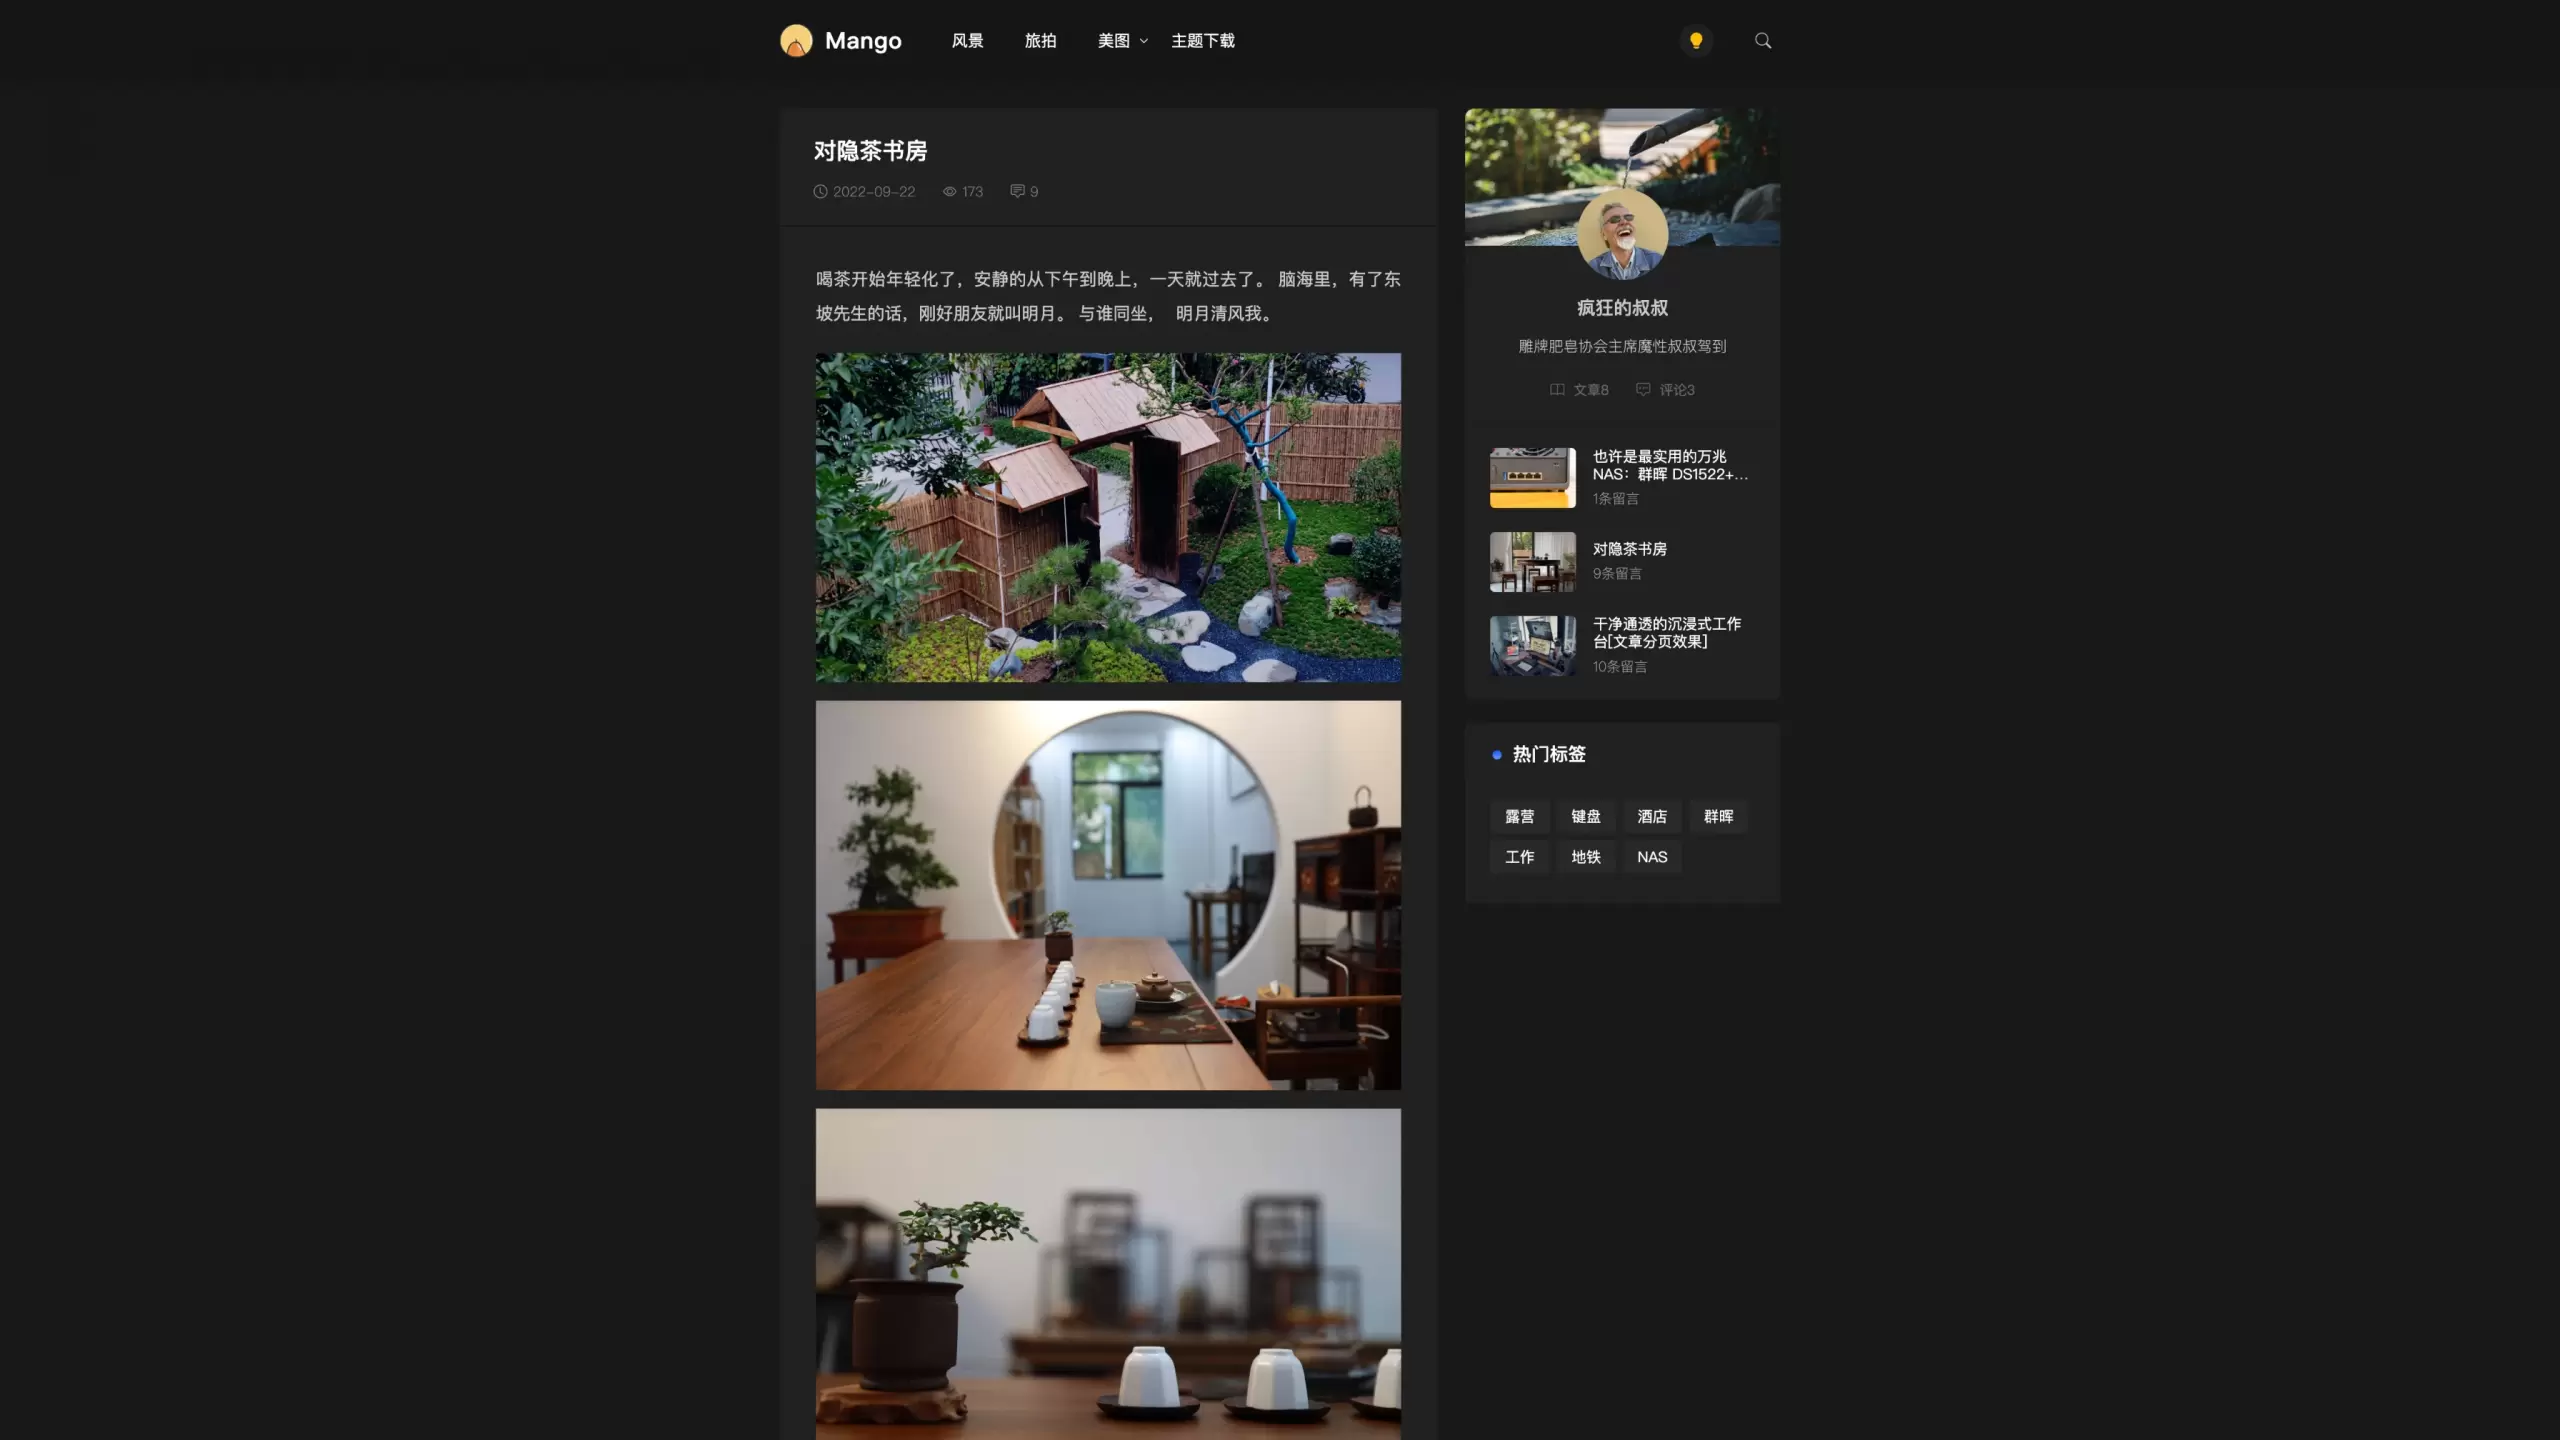 Mango
风景
旅拍
美图
主题下载
对隐茶书房
2022-09-22
173
9
喝茶开始年轻化了，安静的从下午到晚上，一天就过去了。 脑海里，有了东
坡先生的话，刚好朋友就叫明月。 与谁同坐， 明月清风我。
疯狂的叔叔
雕牌肥皂协会主席魔性叔叔驾到
文章8
评论3
也许是最实用的万兆
NAS：群晖 DS1522+...
1条留言
对隐茶书房
9条留言
干净通透的沉浸式工作
台[文章分页效果]
10条留言
热门标签
露营
键盘
酒店
群晖
工作
地铁
NAS